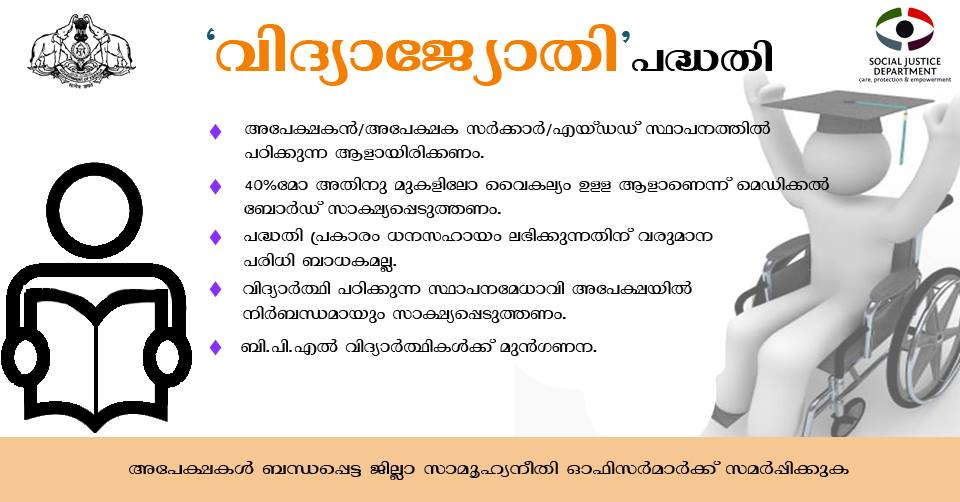 ‘വിദ്യാജ്യോതി’ പദ്ധതി
SOCIAL JUSTICE
DEPARTMENT
care, protection & empowerment
അപേക്ഷകൻ/അപേക്ഷക സർക്കാർ/എയ്ഡഡ് സ്ഥാപനത്തിൽ
പഠിക്കുന്ന ആളായിരിക്കണം.
40%മോ അതിനു മുകളിലോ വൈകല്യം ഉളള ആളാണെന്ന് മെഡിക്കൽ
ബോർഡ് സാക്ഷ്യപ്പെടുത്തണം.
പദ്ധതി പ്രകാരം ധനസഹായം ലഭിക്കുന്നതിന് വരുമാന
പരിധി ബാധകമല്ല.
വിദ്യാർത്ഥി പഠിക്കുന്ന സ്ഥാപനമേധാവി അപേക്ഷയിൽ
നിർബന്ധമായും സാക്ഷ്യപ്പെടുത്തണം.
ബി.പി.എൽ വിദ്യാർത്ഥികൾക്ക് മുൻഗണന.
അപേക്ഷകൾ ബന്ധപ്പെട്ട ജില്ലാ സാമൂഹ്യനീതി ഓഫിസർമാർക്ക് സമർപ്പിക്കുക